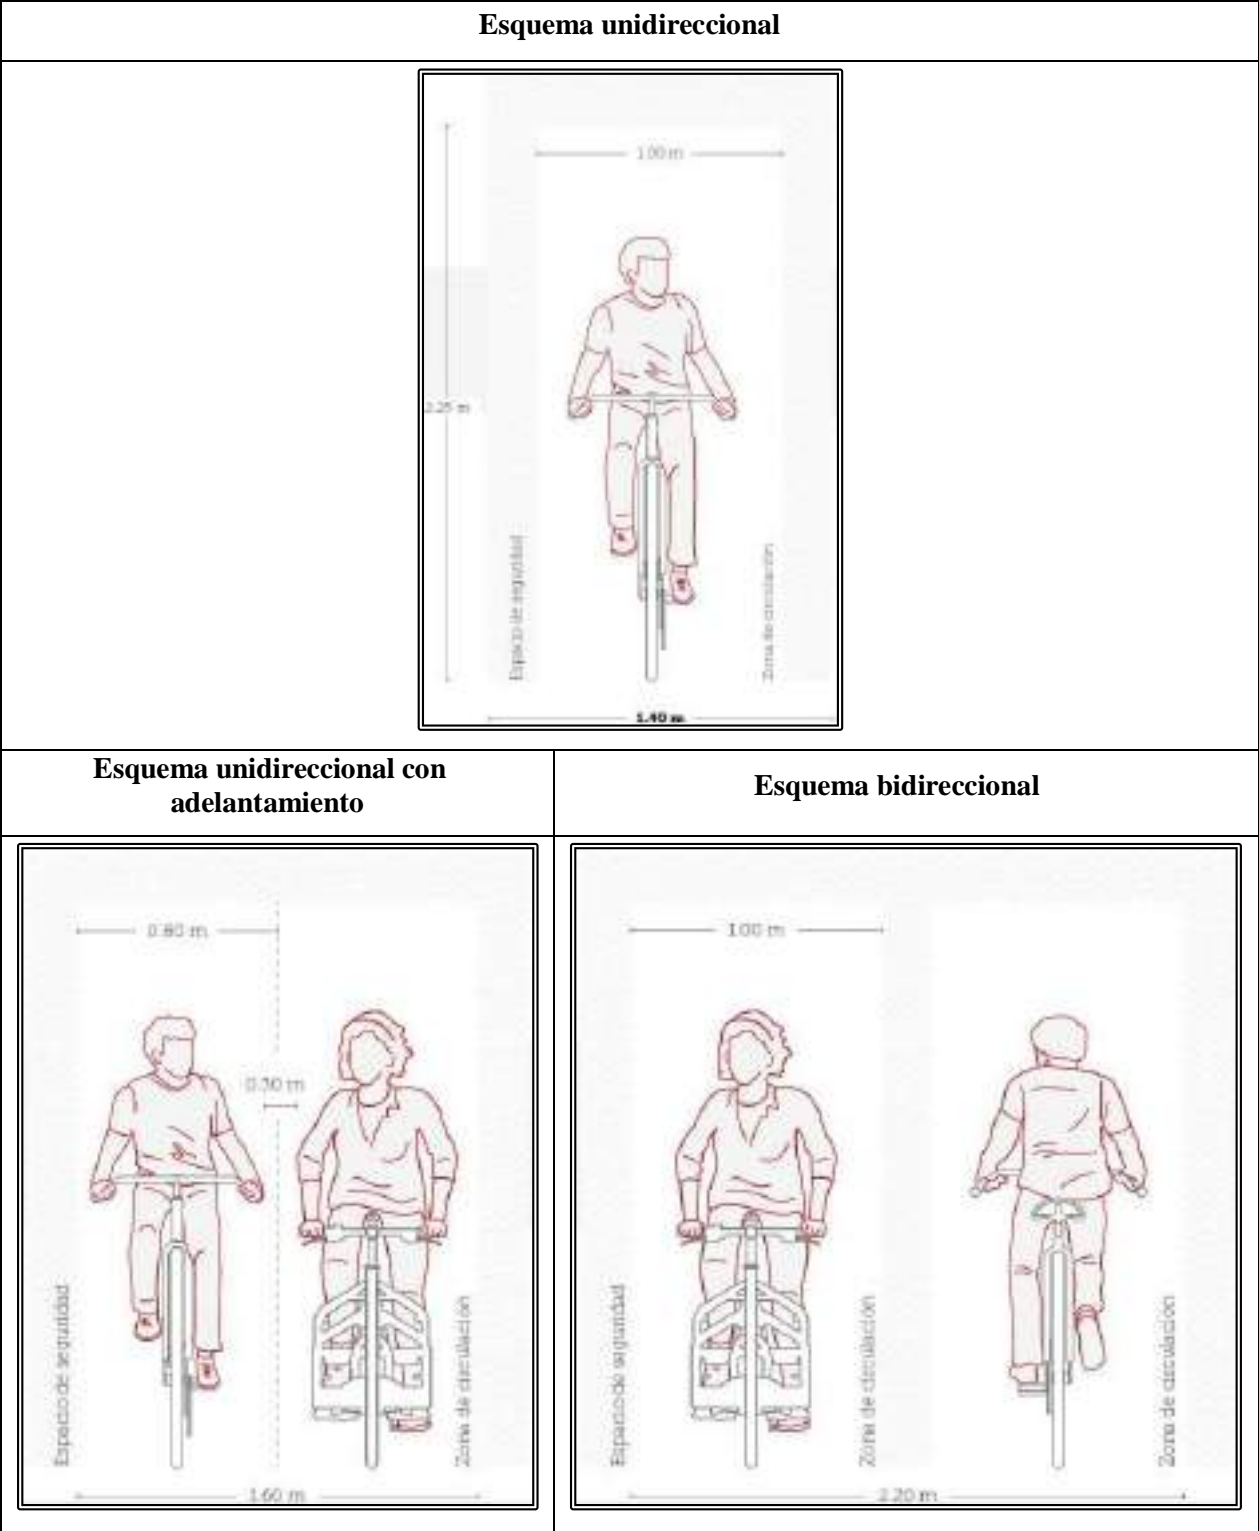 Esquema unidireccional
1.00 m
2.25 m
Espacio de seguridad
Zona de circulación
1.40 m
Esquema unidireccional con
adelantamiento
Esquema bidireccional
0.80 m
0.30 m
Espacio de seguridad
Zona de circulación
1.60 m
1.00 m
Espacio de seguridad
Zona de circulación
Zona de circulación
2.20 m